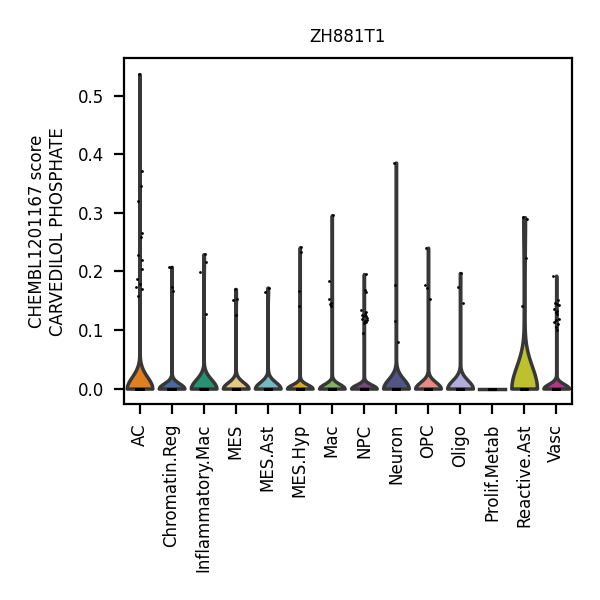 ZH881T1
CHEMBL1201167 score
CARVEDILOL PHOSPHATE
0.5
0.4
0.3
0.2
0.1
0.0
AC
Chromatin.Reg
Inflammatory.Mac
MES
MES.Ast
MES.Hyp
Mac
NPC
Neuron
OPC
Oligo
Prolif.Metab
Reactive.Ast
Vasc